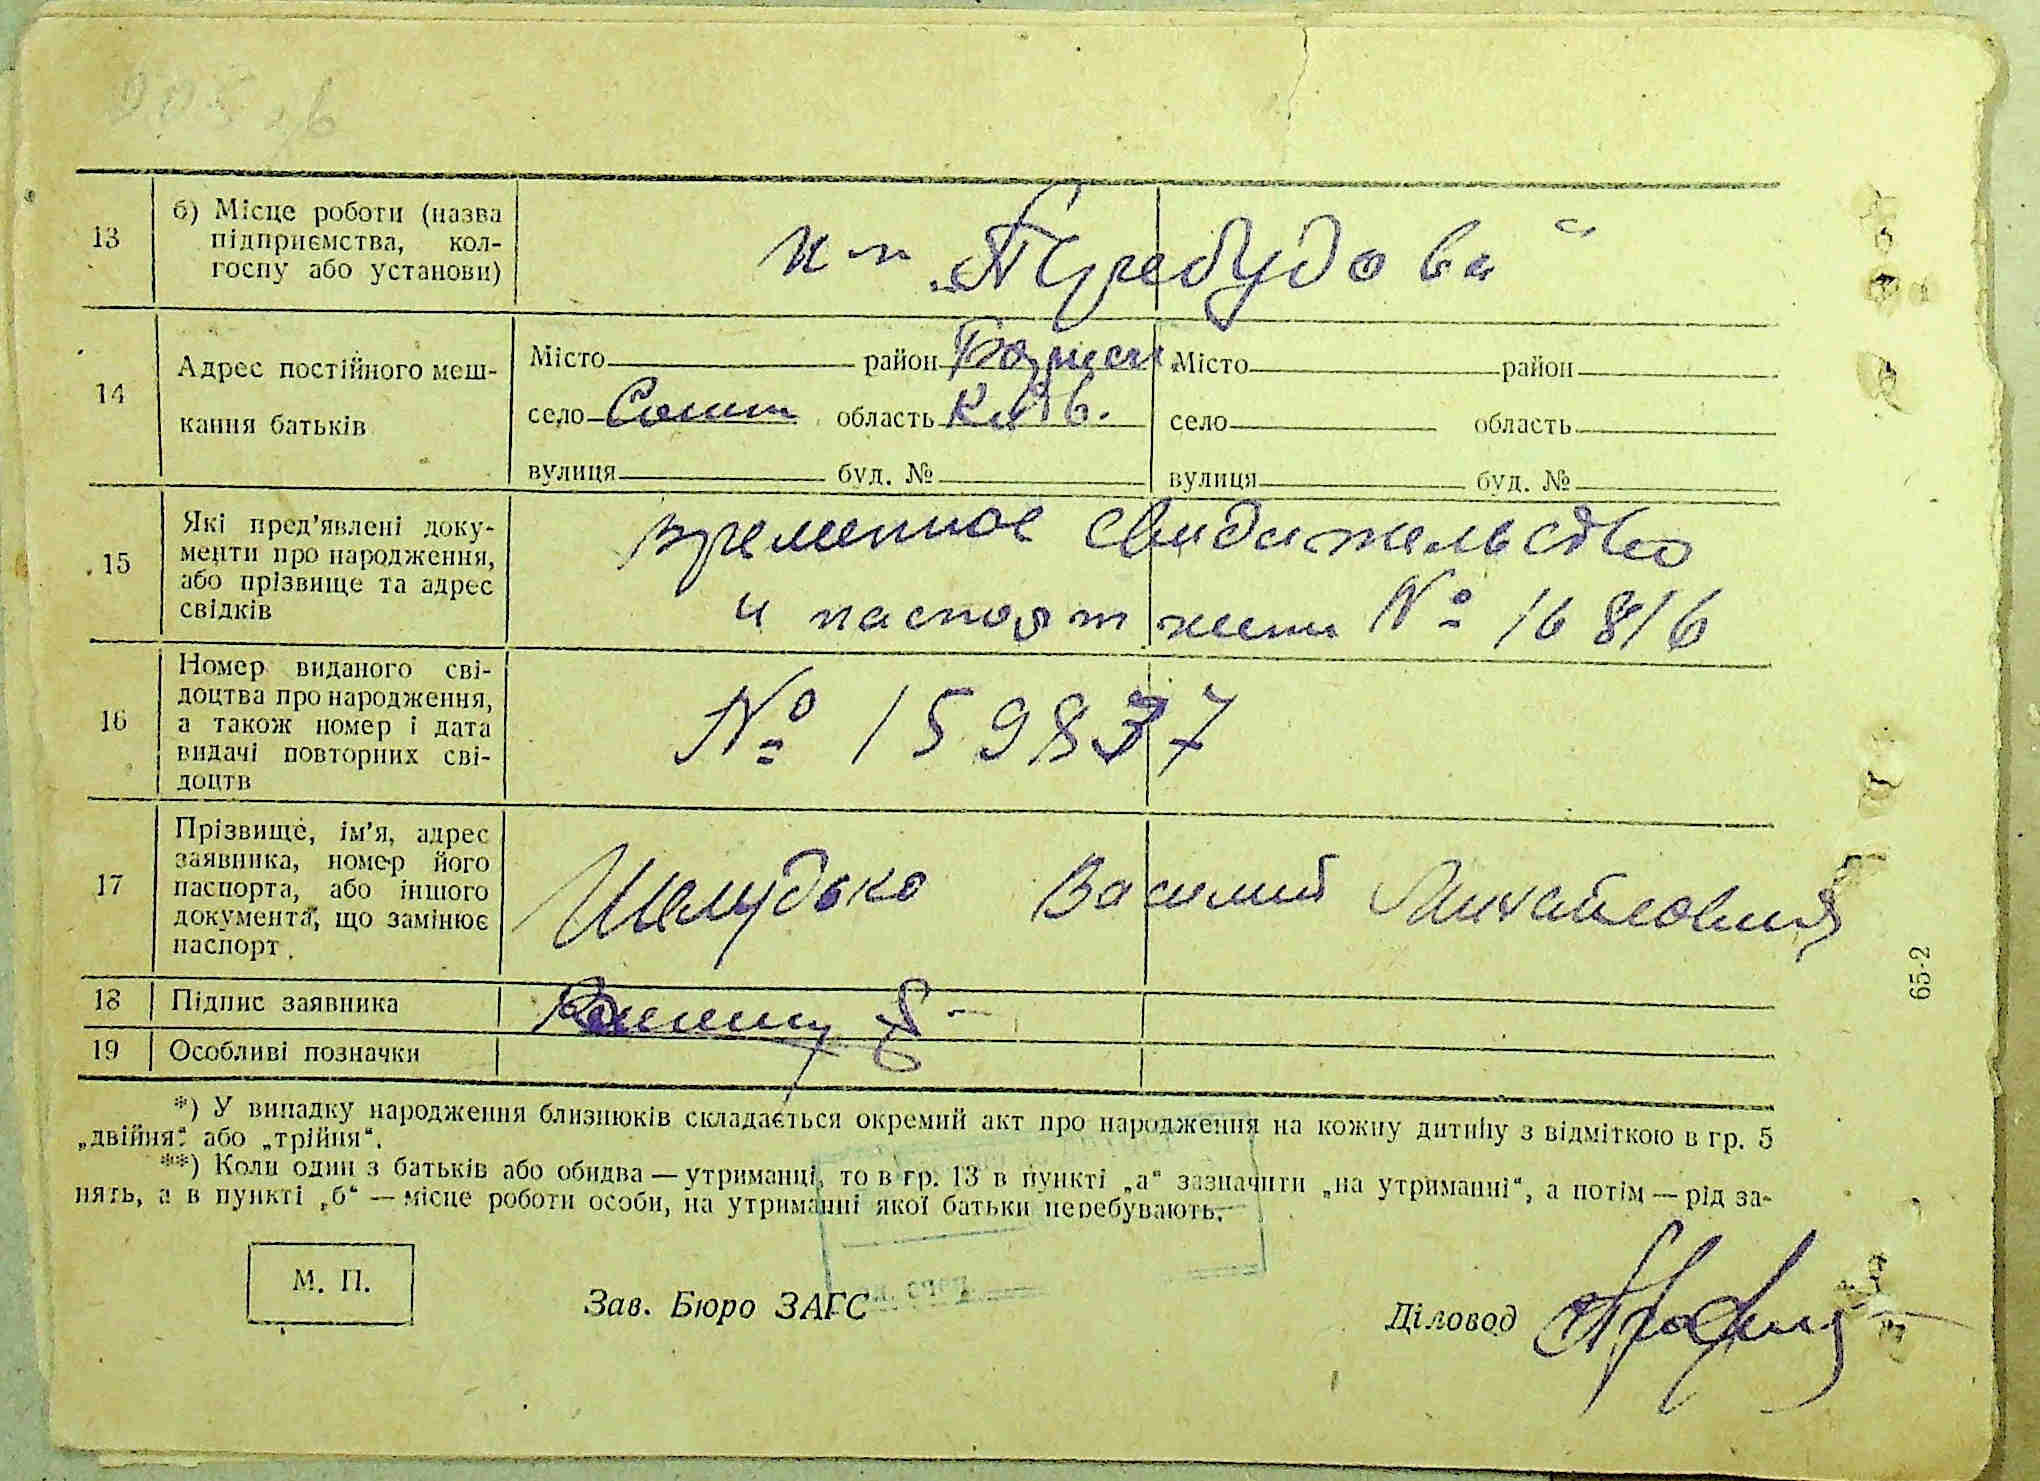 13
б) Місце роботи (назва
підприємства, кол-
госпу або установи)
к-п „Перебудова“
14
Адрес постійного меш-
кання батьків
Місто район
село область Київ.
вулиця буд. №
Місто район
село область
вулиця буд. №
15
Які пред'явлені доку-
менти про народження,
або прізвище та адрес
свідків
временное свидительство
и паспорт жены № 16816
16
Номер виданого сві-
доцтва про народження,
а також номер і дата
видачі повторних сві-
доцтв
№ 159837
17
Прізвище, ім'я, адрес
заявника, номер його
паспорта, або іншого
документа, що замінює
паспорт
Шелудько Василий Михайлович
18
Підпис заявника
19
Особливі позначки
*) У випадку народження близнюків складається окремий акт про народження на кожну дитину з відміткою в гр. 5
„двійня“ або „трійня“.
**) Коли один з батьків або обидва — утриманці, то в гр. 13 в пункті „а“ зазначити „на утриманні“, а потім — рід за-
нять, а в пункті „б“ — місце роботи особи, на утриманні якої батьки перебувають.
М. П.
Зав. Бюро ЗАГС
Діловод
65-2